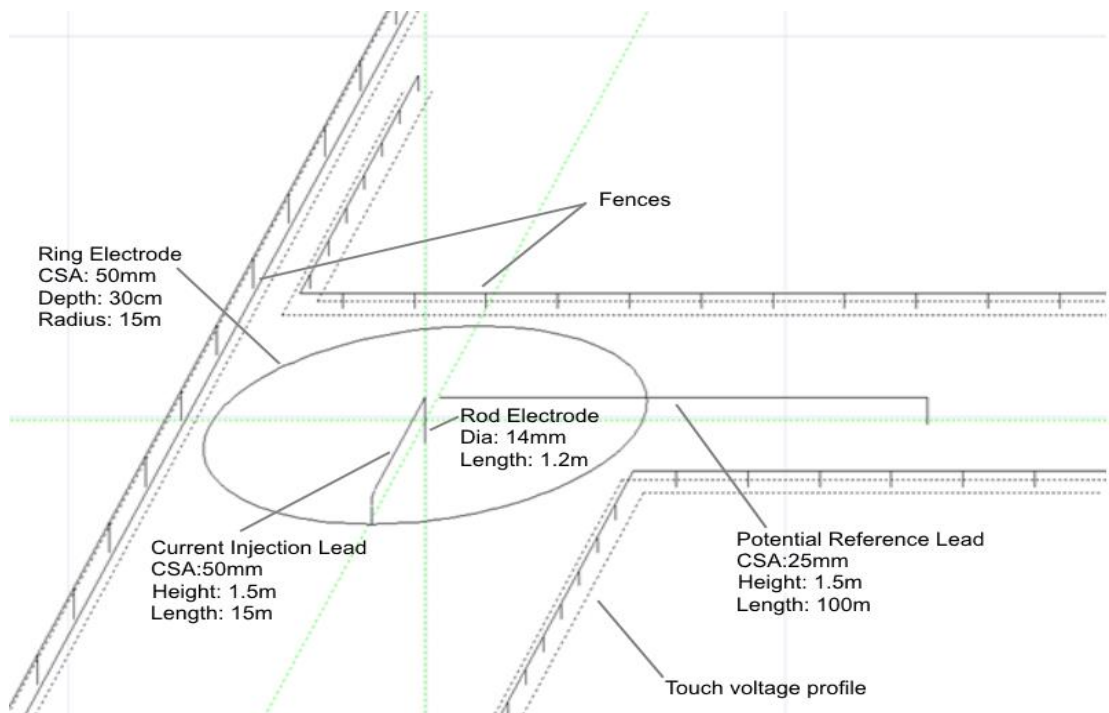 Fences
Ring Electrode
CSA: 50mm
Depth: 30cm
Radius: 15m
Rod Electrode
Dia: 14mm
Length: 1.2m
Current Injection Lead
CSA:50mm
Height: 1.5m
Length: 15m
Potential Reference Lead
CSA:25mm
Height: 1.5m
Length: 100m
Touch voltage profile